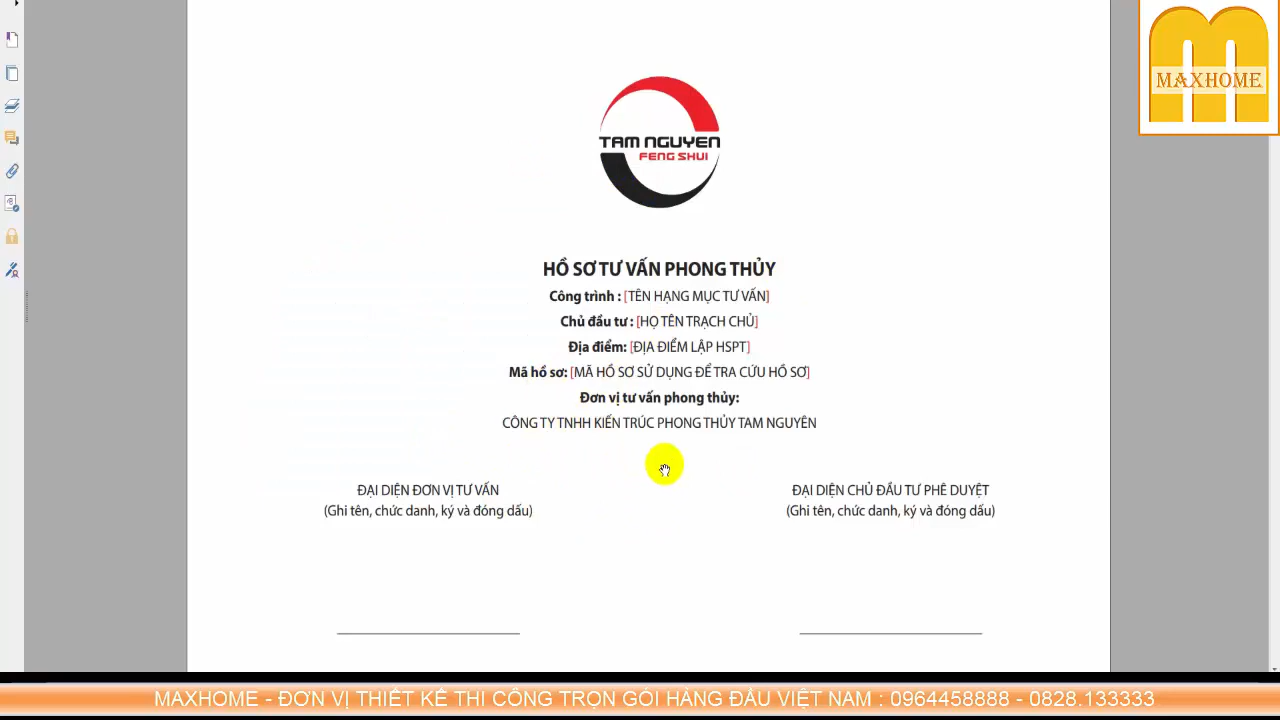 MAXHOME
TAM NGUYEN
FENG SHUI
HỒ SƠ TƯ VẤN PHONG THỦY
Công trình : [TÊN HẠNG MỤC TƯ VẤN]
Chủ đầu tư : [HỌ TÊN TRẠCH CHỦ]
Địa điểm: [ĐỊA ĐIỂM LẬP HSPT]
Mã hồ sơ: [MÃ HỒ SƠ SỬ DỤNG ĐỂ TRA CỨU HỒ SƠ]
Đơn vị tư vấn phong thủy:
CÔNG TY TNHH KIẾN TRÚC PHONG THỦY TAM NGUYÊN
ĐẠI DIỆN ĐƠN VỊ TƯ VẤN
(Ghi tên, chức danh, ký và đóng dấu)
ĐẠI DIỆN CHỦ ĐẦU TƯ PHÊ DUYỆT
(Ghi tên, chức danh, ký và đóng dấu)
MAXHOME - ĐƠN VỊ THIẾT KẾ THI CÔNG TRỌN GÓI HÀNG ĐẦU VIỆT NAM : 0964458888 - 0828.133333